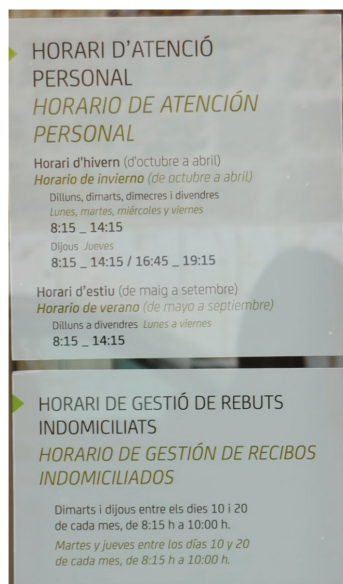 HORARI D'ATENCIÓ
PERSONAL
HORARIO DE ATENCIÓN
PERSONAL
Horari d'hivern (d'octubre a abril)
Horario de invierno (de octubre a abril)
Dilluns, dimarts, dimecres i divendres
Lunes, martes, miércoles y viernes
8:15 _ 14:15
Dijous Jueves
8:15 _ 14:15 / 16:45 _ 19:15
Horari d'estiu (de maig a setembre)
Horario de verano (de mayo a septiembre)
Dilluns a divendres Lunes a viernes
8:15 _ 14:15
HORARI DE GESTIÓ DE REBUTS
INDOMICILIATS
HORARIO DE GESTIÓN DE RECIBOS
INDOMICILIADOS
Dimarts i dijous entre els dies 10 i 20
de cada mes, de 8:15 h a 10:00 h.
Martes y jueves entre los días 10 y 20
de cada mes, de 8:15 h a 10:00 h.